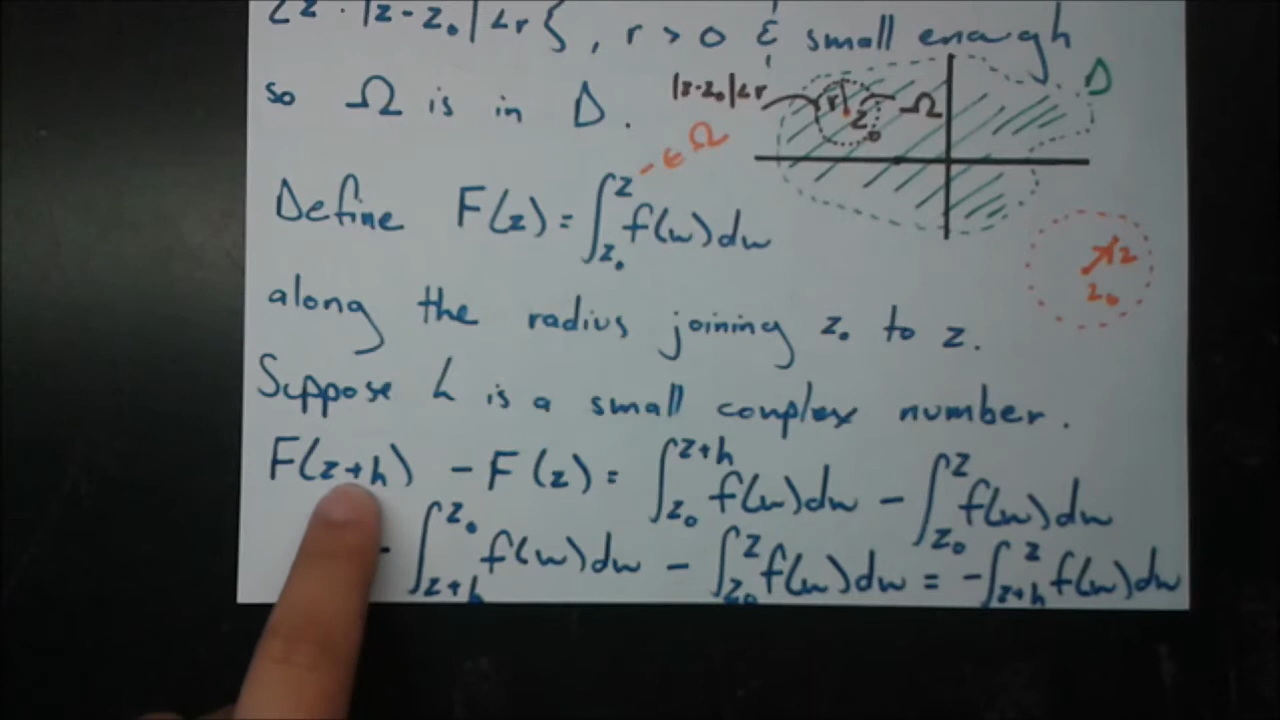 {z : |z - z₀| < r}, r > 0 & small enough
so Ω is in D.
|z-z₀|<r
r
z₀
Ω
D
Define F(z) = ∫_{z₀}^{z} f(w)dw
- ∈ Ω
z
z₀
along the radius joining z₀ to z.
Suppose h is a small complex number.
F(z+h) - F(z) = ∫_{z₀}^{z+h} f(w)dw - ∫_{z₀}^{z} f(w)dw
- ∫_{z+h}^{z₀} f(w)dw - ∫_{z₀}^{z} f(w)dw = -∫_{z+h}^{z} f(w)dw